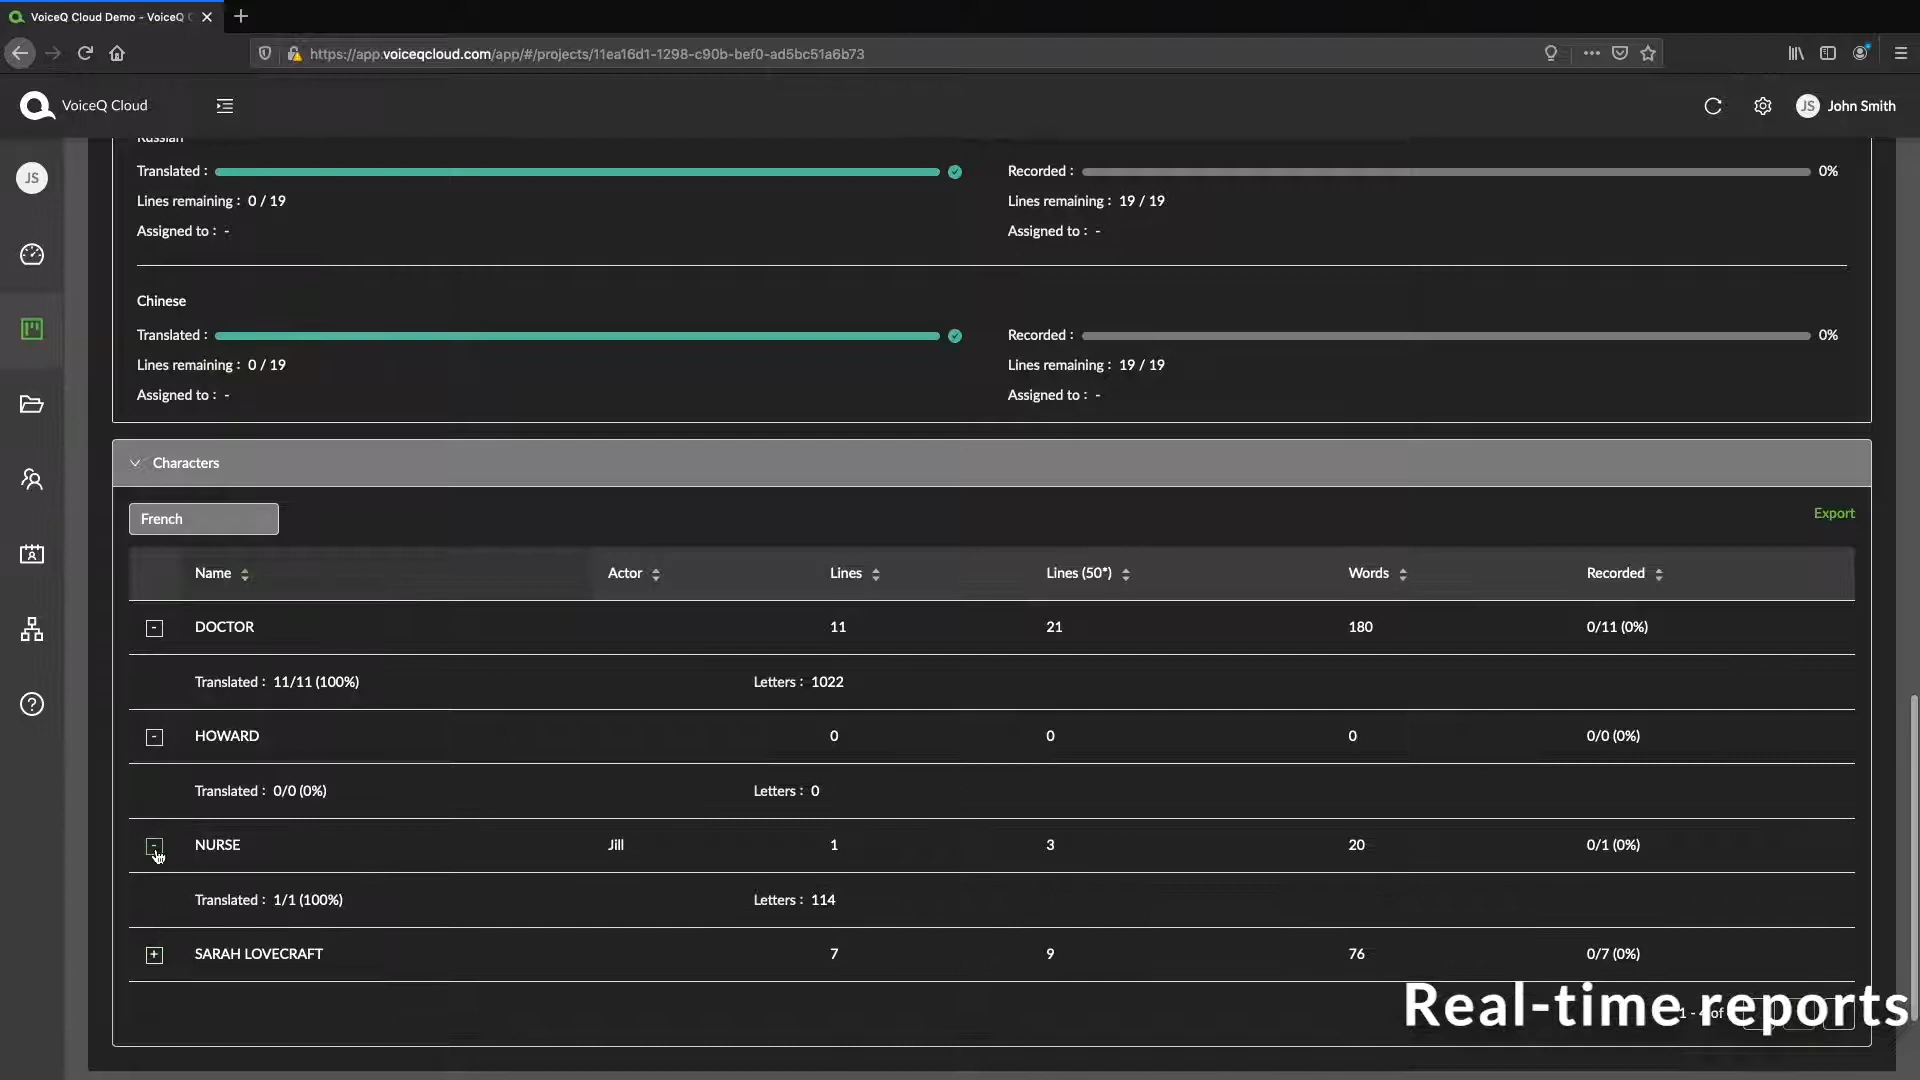 VoiceQ Cloud Demo - VoiceQ C
https://app.voiceqcloud.com/app/#/projects/11ea16d1-1298-c90b-bef0-ad5bc51a6b73
VoiceQ Cloud
JS John Smith
JS
Russian
Translated : Recorded : 0%
Lines remaining : 0 / 19 Lines remaining : 19 / 19
Assigned to : - Assigned to : -
Chinese
Translated : Recorded : 0%
Lines remaining : 0 / 19 Lines remaining : 19 / 19
Assigned to : - Assigned to : -
Characters
French Export
Name Actor Lines Lines (50*) Words Recorded
DOCTOR 11 21 180 0/11 (0%)
Translated : 11/11 (100%) Letters : 1022
HOWARD 0 0 0 0/0 (0%)
Translated : 0/0 (0%) Letters : 0
NURSE Jill 1 3 20 0/1 (0%)
Translated : 1/1 (100%) Letters : 114
SARAH LOVECRAFT 7 9 76 0/7 (0%)
Real-time reports